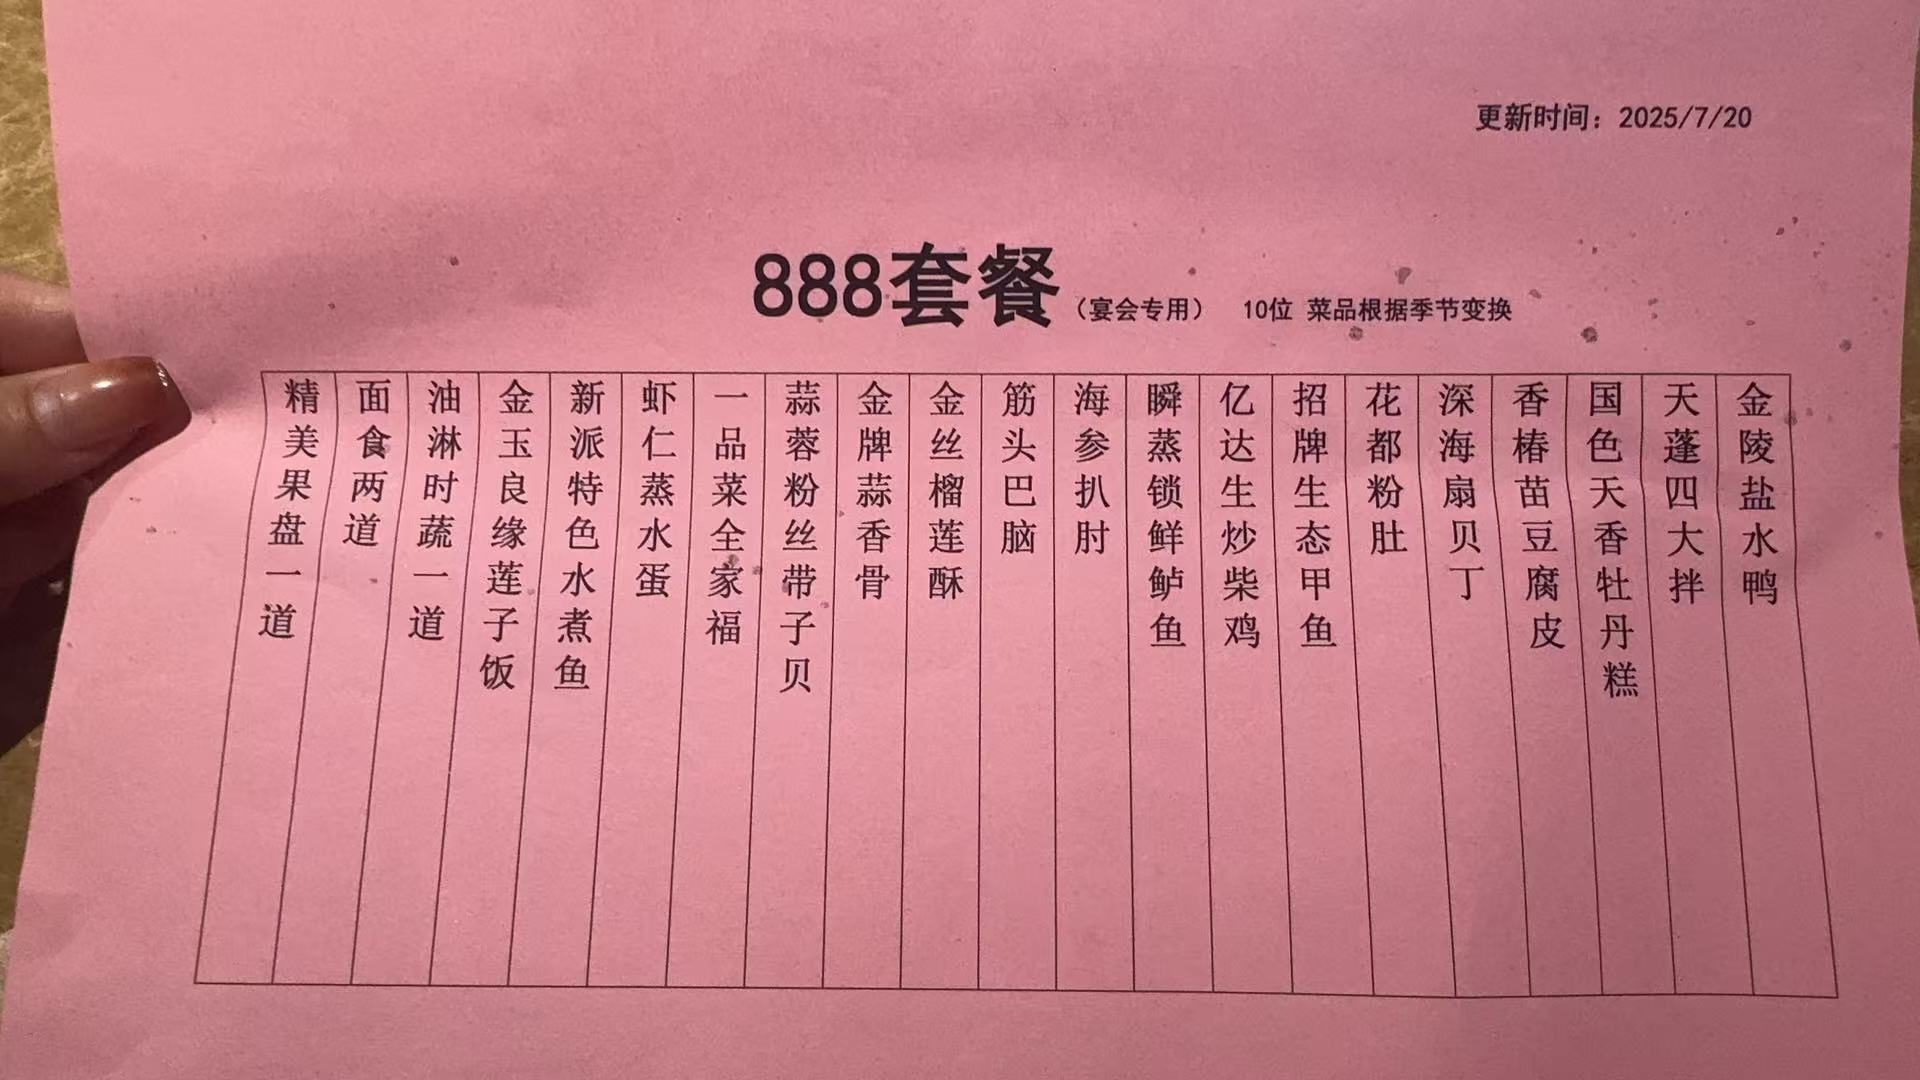 更新时间：2025/7/20
888套餐（宴会专用） 10位 菜品根据季节变换
金陵盐水鸭
天蓬四大拌
国色天香牡丹糕
香椿苗豆腐皮
深海扇贝丁
花都粉肚
招牌生态甲鱼
亿达生炒柴鸡
瞬蒸锁鲜鲈鱼
海参扒肘
筋头巴脑
金丝榴莲酥
金牌蒜香骨
蒜蓉粉丝带子贝
一品菜全家福
虾仁蒸水蛋
新派特色水煮鱼
金玉良缘莲子饭
油淋时蔬一道
面食两道
精美果盘一道